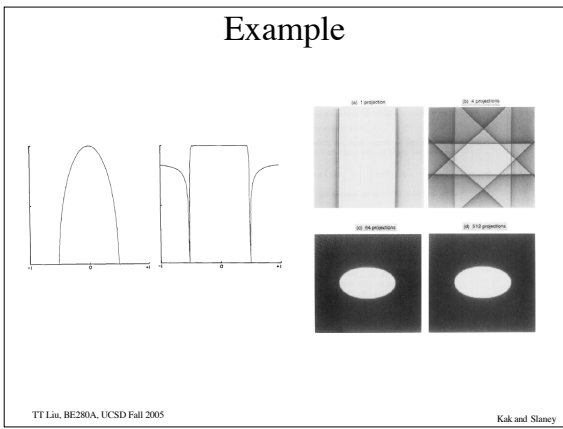 Example
(a) 1 projection
(b) 4 projections
-1 0 +1
-1 0 +1
(c) 64 projections
(d) 512 projections
TT Liu, BE280A, UCSD Fall 2005
Kak and Slaney